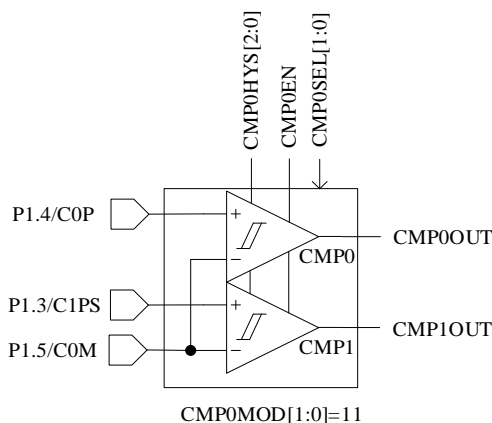 CMP0HYS[2:0]
CMP0EN
CMP0SEL[1:0]
P1.4/C0P
+
−
CMP0
CMP0OUT
P1.3/C1PS
+
P1.5/C0M
−
CMP1
CMP1OUT
CMP0MOD[1:0]=11